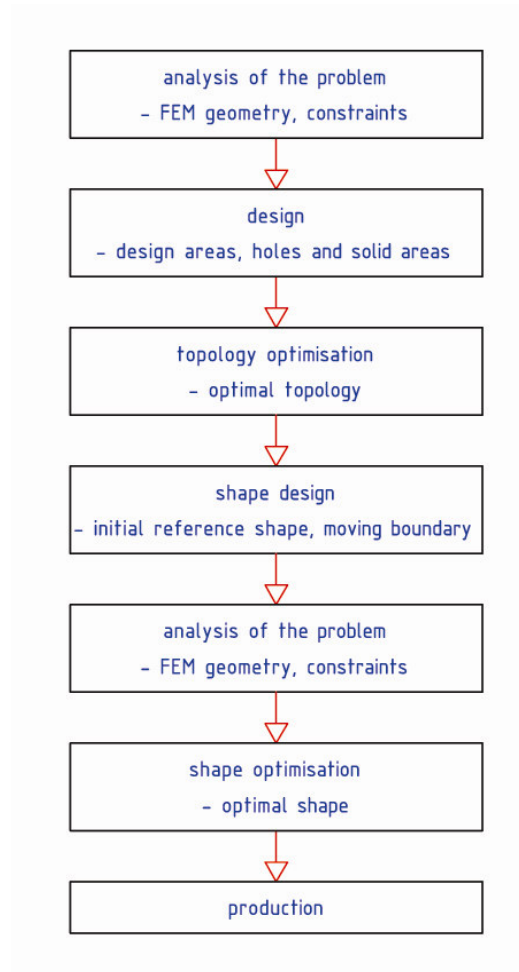 analysis of the problem
- FEM geometry, constraints
design
- design areas, holes and solid areas
topology optimisation
- optimal topology
shape design
- initial reference shape, moving boundary
analysis of the problem
- FEM geometry, constraints
shape optimisation
- optimal shape
production